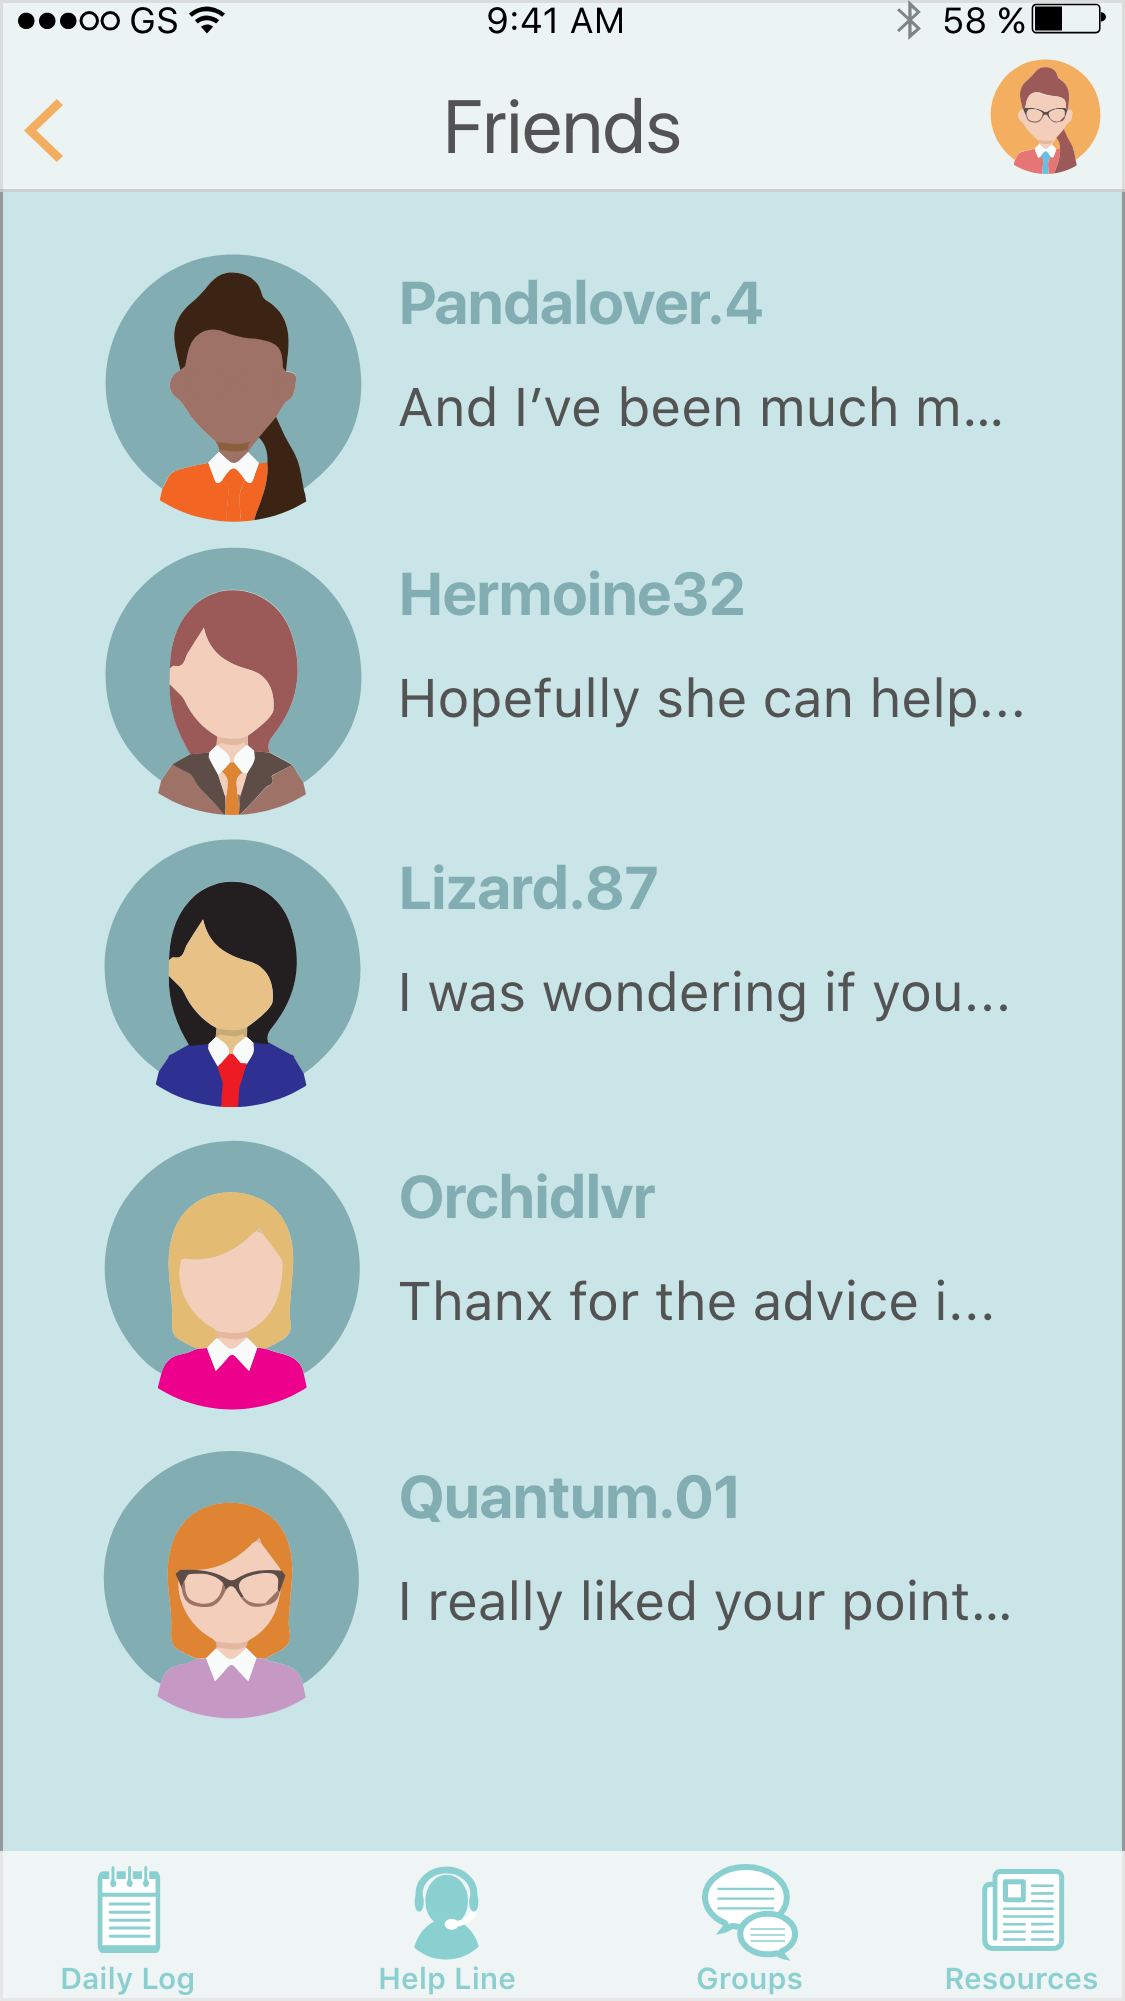 GS 9:41 AM 58 %
Friends
Pandalover.4
And I’ve been much m...
Hermoine32
Hopefully she can help...
Lizard.87
I was wondering if you...
Orchidlvr
Thanx for the advice i...
Quantum.01
I really liked your point...
Daily Log Help Line Groups Resources